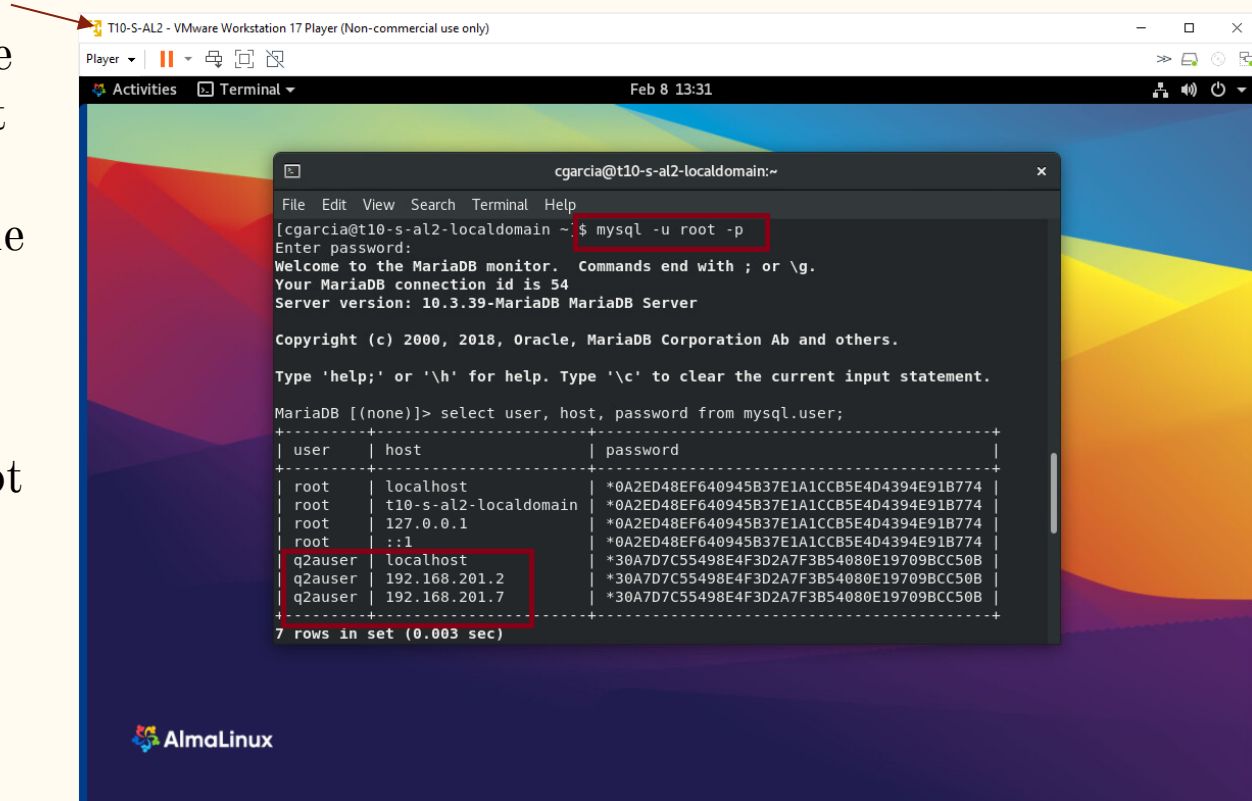 T10-S-AL2 - VMware Workstation 17 Player (Non-commercial use only)
Player
Activities Terminal Feb 8 13:31
cgarcia@t10-s-al2-localdomain:~
File Edit View Search Terminal Help
[cgarcia@t10-s-al2-localdomain ~]$ mysql -u root -p
Enter password:
Welcome to the MariaDB monitor.  Commands end with ; or \g.
Your MariaDB connection id is 54
Server version: 10.3.39-MariaDB MariaDB Server
Copyright (c) 2000, 2018, Oracle, MariaDB Corporation Ab and others.
Type 'help;' or '\h' for help. Type '\c' to clear the current input statement.
MariaDB [(none)]> select user, host, password from mysql.user;
+---------+-----------------------+-------------------------------------------+
| user    | host                  | password                                  |
+---------+-----------------------+-------------------------------------------+
| root    | localhost             | *0A2ED48EF640945B37E1A1CCB5E4D4394E91B774 |
| root    | t10-s-al2-localdomain | *0A2ED48EF640945B37E1A1CCB5E4D4394E91B774 |
| root    | 127.0.0.1             | *0A2ED48EF640945B37E1A1CCB5E4D4394E91B774 |
| root    | ::1                   | *0A2ED48EF640945B37E1A1CCB5E4D4394E91B774 |
| q2auser | localhost             | *30A7D7C55498E4F3D2A7F3B54080E19709BCC50B |
| q2auser | 192.168.201.2         | *30A7D7C55498E4F3D2A7F3B54080E19709BCC50B |
| q2auser | 192.168.201.7         | *30A7D7C55498E4F3D2A7F3B54080E19709BCC50B |
+---------+-----------------------+-------------------------------------------+
7 rows in set (0.003 sec)
AlmaLinux